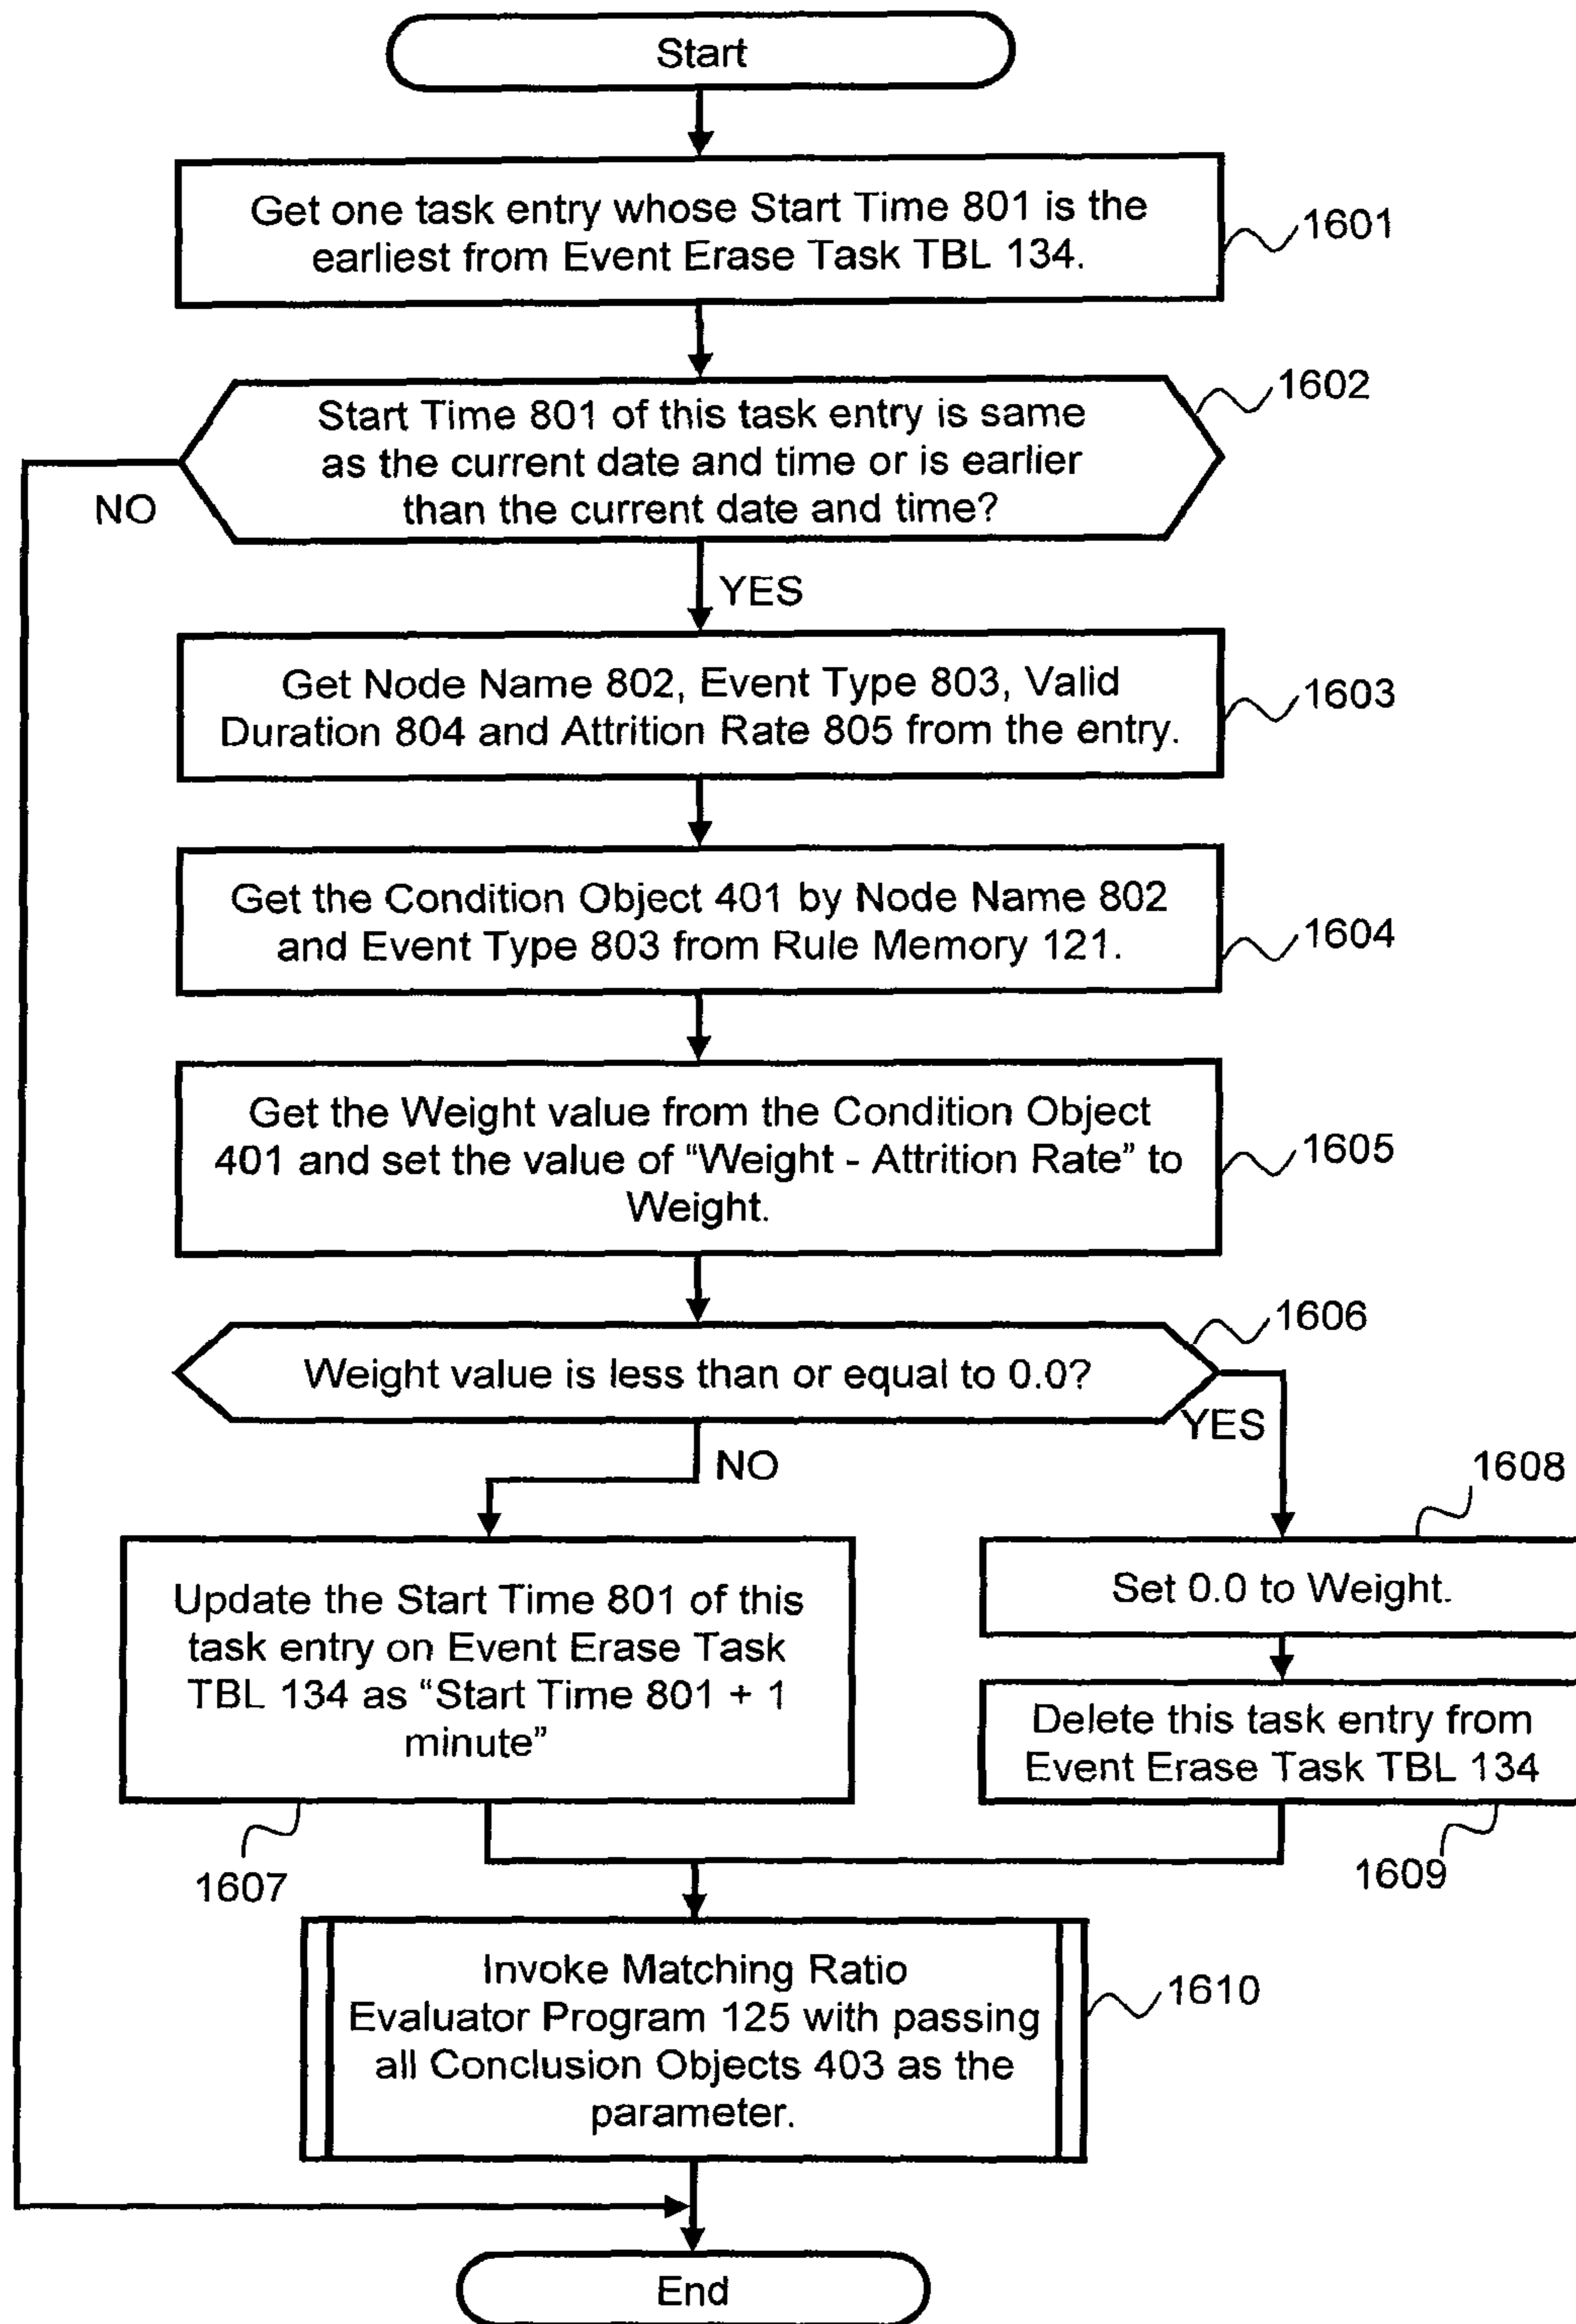 Start
Get one task entry whose Start Time 801 is the
earliest from Event Erase Task TBL 134.
1601
1602
Start Time 801 of this task entry is same
as the current date and time or is earlier
than the current date and time?
NO
YES
Get Node Name 802, Event Type 803, Valid
Duration 804 and Attrition Rate 805 from the entry.
1603
Get the Condition Object 401 by Node Name 802
and Event Type 803 from Rule Memory 121.
1604
Get the Weight value from the Condition Object
401 and set the value of “Weight - Attrition Rate” to
Weight.
1605
1606
Weight value is less than or equal to 0.0?
YES
NO
1608
Update the Start Time 801 of this
task entry on Event Erase Task
TBL 134 as “Start Time 801 + 1
minute”
Set 0.0 to Weight.
Delete this task entry from
Event Erase Task TBL 134
1607
1609
Invoke Matching Ratio
Evaluator Program 125 with passing
all Conclusion Objects 403 as the
parameter.
1610
End